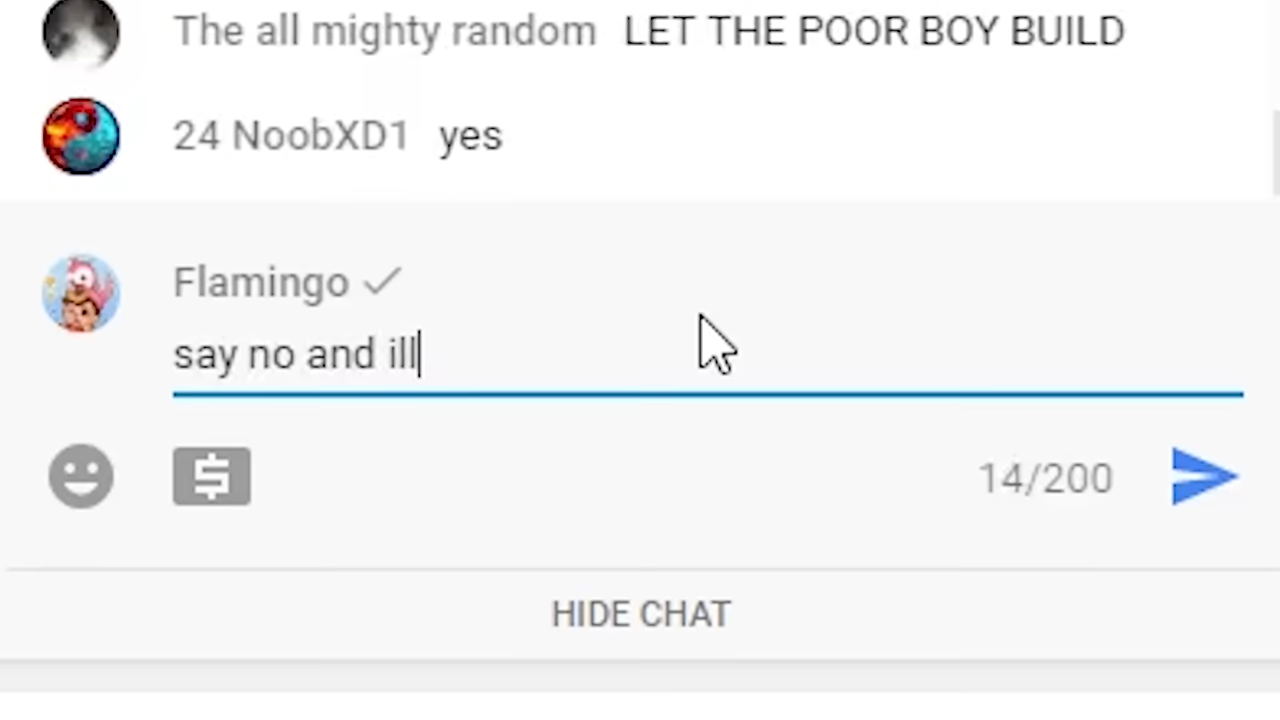 The all mighty random LET THE POOR BOY BUILD
24 NoobXD1 yes
Flamingo
say no and ill
14/200
HIDE CHAT